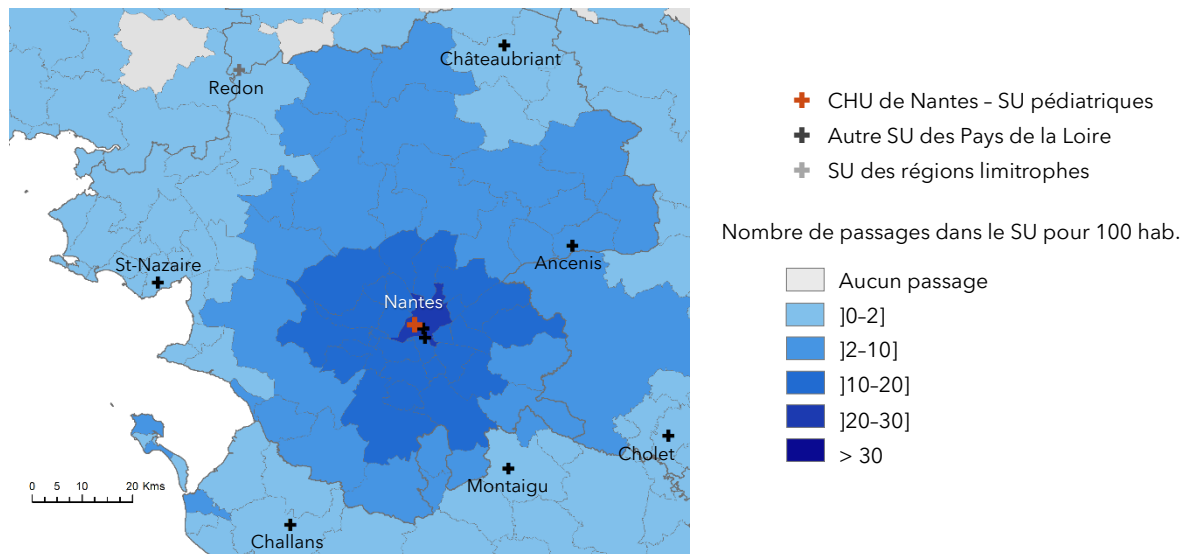 Châteaubriant
Redon
St-Nazaire
Ancenis
Nantes
Cholet
Montaigu
Challans
0 5 10 20 Kms
CHU de Nantes – SU pédiatriques
Autre SU des Pays de la Loire
SU des régions limitrophes
Nombre de passages dans le SU pour 100 hab.
Aucun passage
]0–2]
]2–10]
]10–20]
]20–30]
> 30